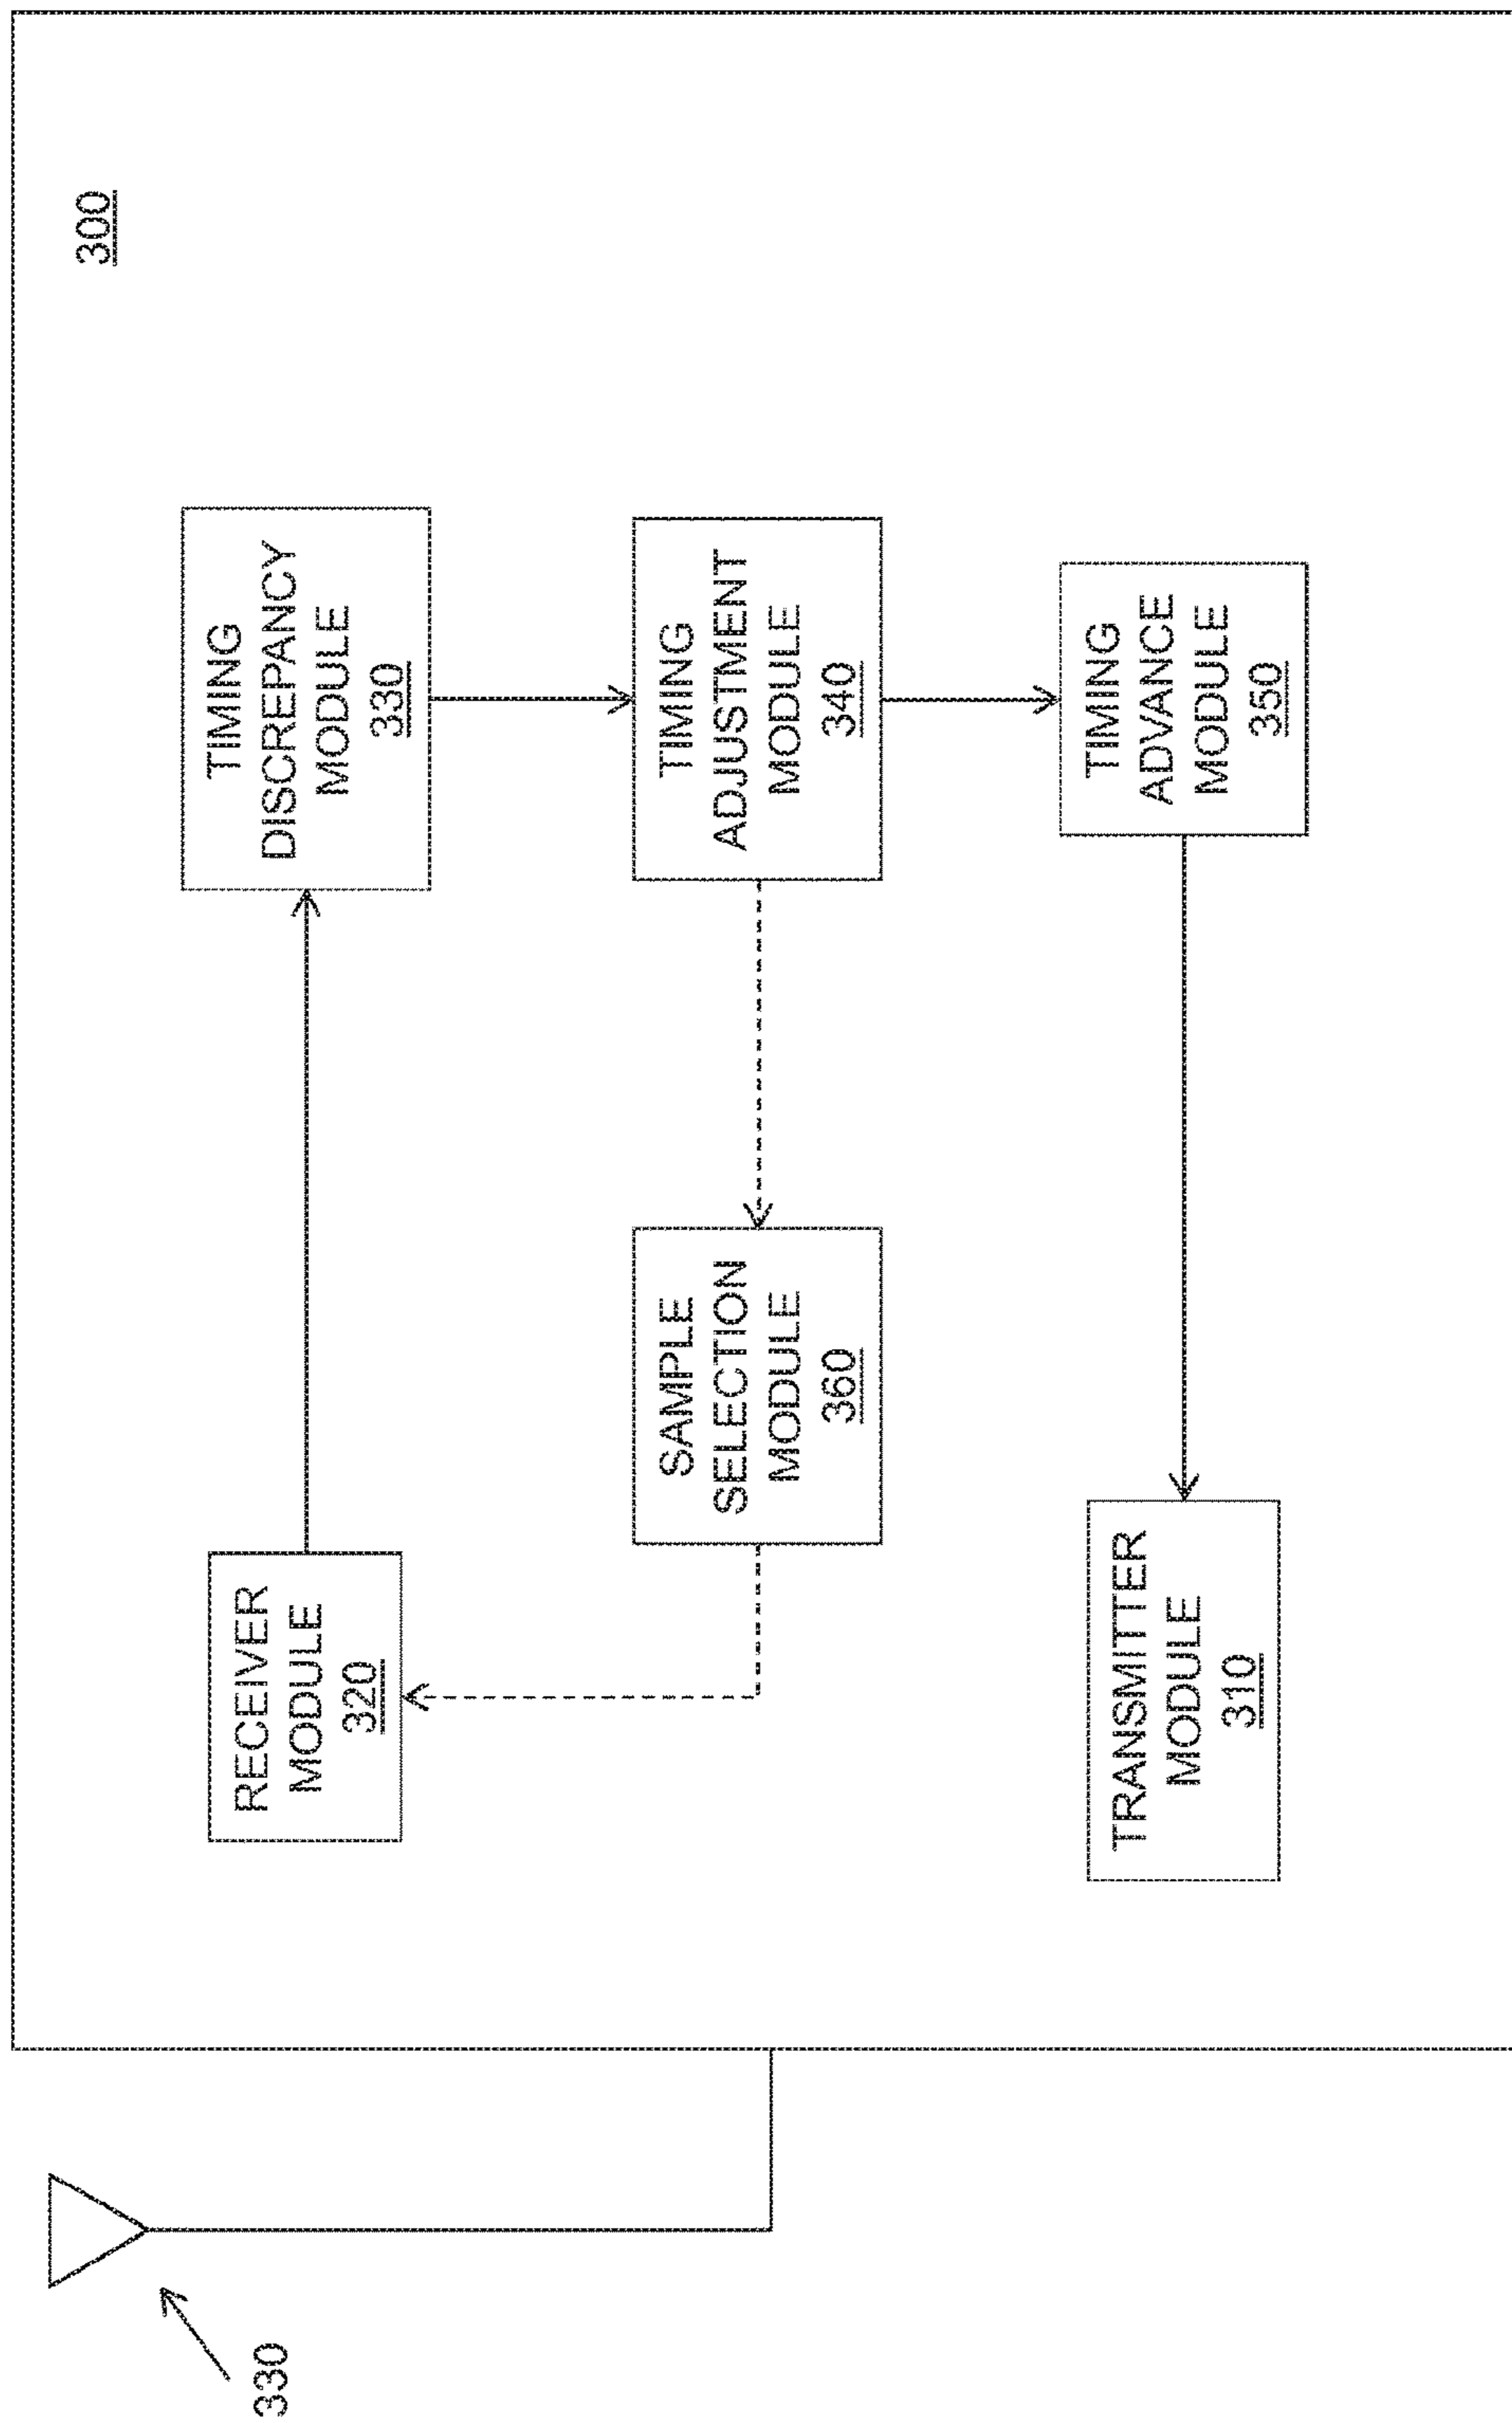 300
TIMING
DISCREPANCY
MODULE
330
TIMING
ADJUSTMENT
MODULE
340
TIMING
ADVANCE
MODULE
350
SAMPLE
SELECTION
MODULE
360
RECEIVER
MODULE
320
TRANSMITTER
MODULE
310
330